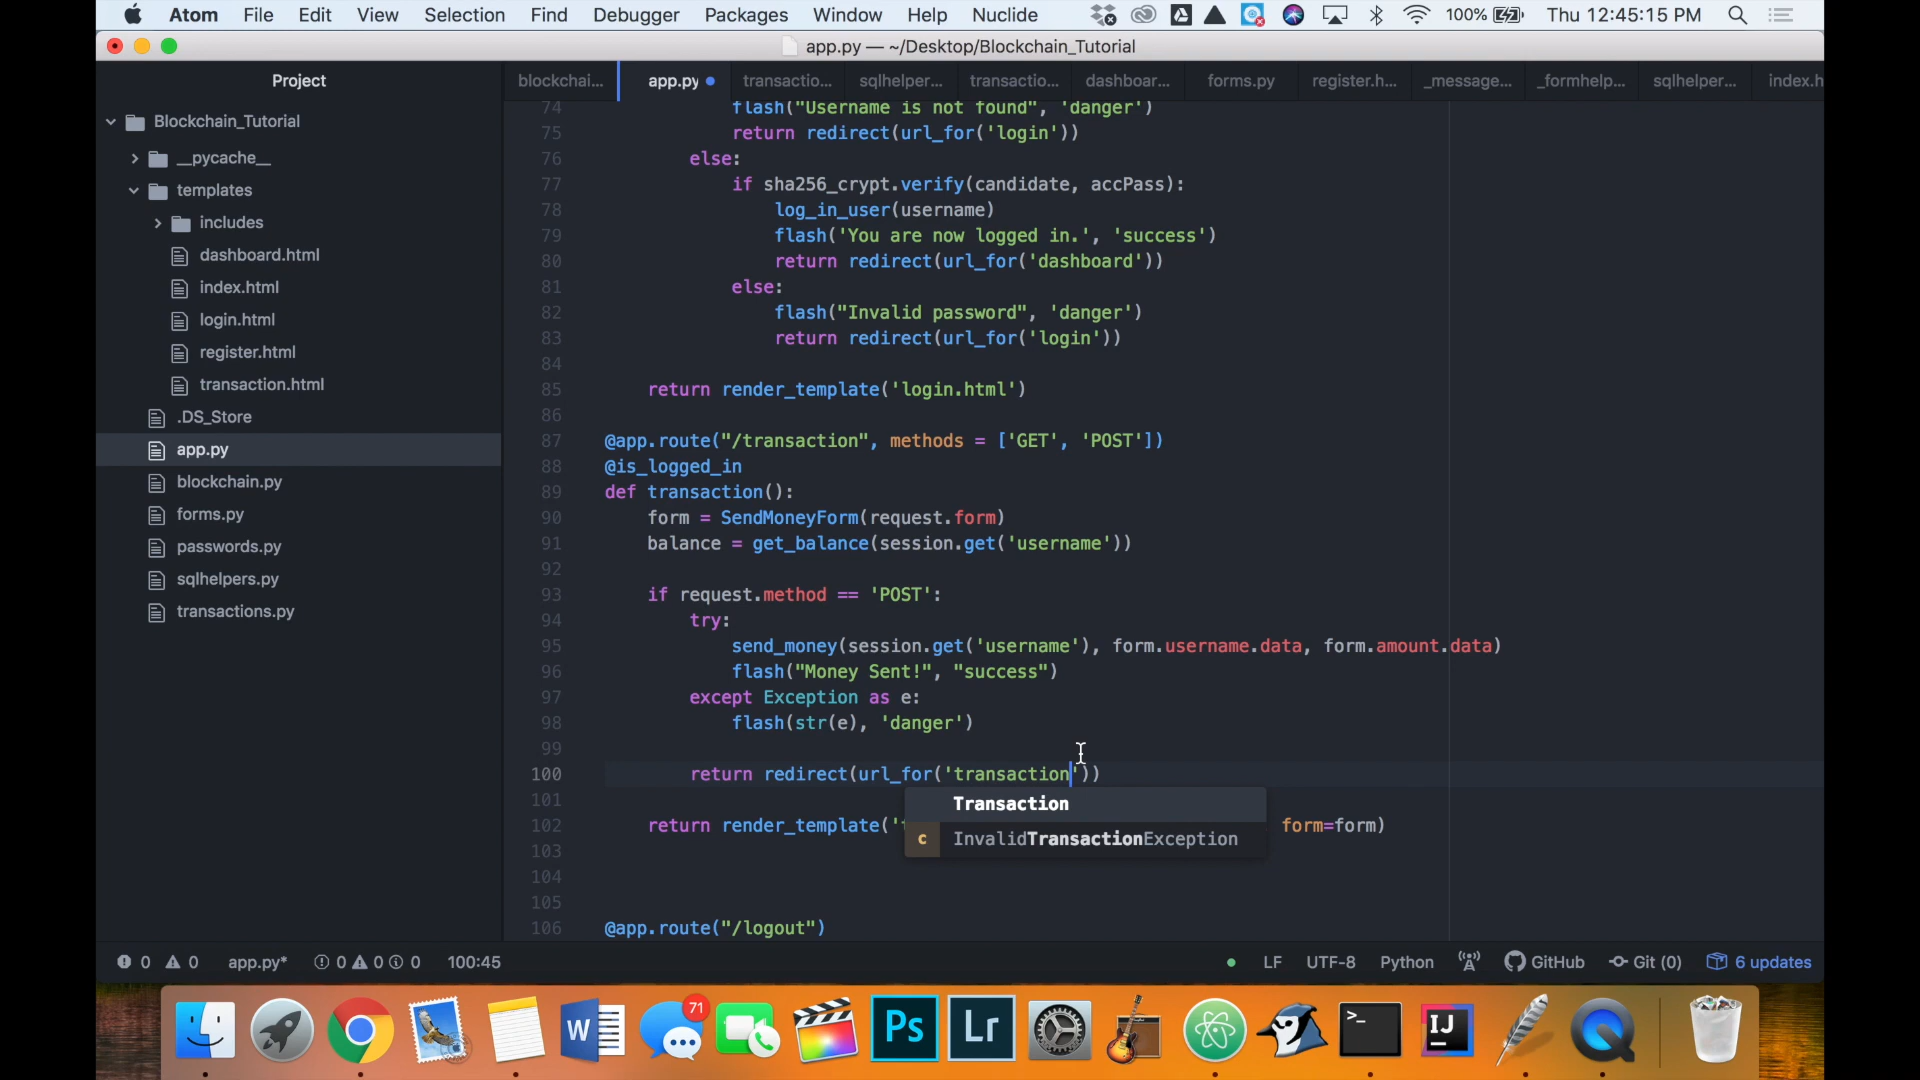 Atom File Edit View Selection Find Debugger Packages Window Help Nuclide 100% Thu 12:45:15 PM
app.py — ~/Desktop/Blockchain_Tutorial
Project
blockchai... app.py transactio... sqlhelper... transactio... dashboar... forms.py register.h... _message... _formhelp... sqlhelper... index.h
Blockchain_Tutorial
__pycache__
templates
includes
dashboard.html
index.html
login.html
register.html
transaction.html
.DS_Store
app.py
blockchain.py
forms.py
passwords.py
sqlhelpers.py
transactions.py
74 flash("Username is not found", 'danger')
75 return redirect(url_for('login'))
76 else:
77 if sha256_crypt.verify(candidate, accPass):
78 log_in_user(username)
79 flash('You are now logged in.', 'success')
80 return redirect(url_for('dashboard'))
81 else:
82 flash("Invalid password", 'danger')
83 return redirect(url_for('login'))
84
85 return render_template('login.html')
86
87 @app.route("/transaction", methods = ['GET', 'POST'])
88 @is_logged_in
89 def transaction():
90 form = SendMoneyForm(request.form)
91 balance = get_balance(session.get('username'))
92
93 if request.method == 'POST':
94 try:
95 send_money(session.get('username'), form.username.data, form.amount.data)
96 flash("Money Sent!", "success")
97 except Exception as e:
98 flash(str(e), 'danger')
99
100 return redirect(url_for('transaction'))
101
Transaction
102 return render_template(' form=form)
c InvalidTransactionException
103
104
105
106 @app.route("/logout")
0 0 app.py* 0 0 0 100:45 LF UTF-8 Python GitHub Git (0) 6 updates
71
W Ps Lr >_ IJ